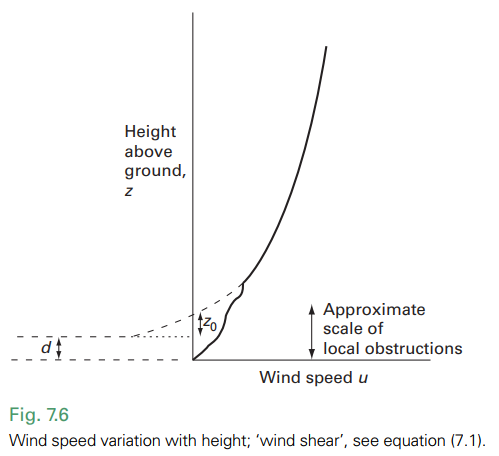 Height
above
ground,
z
z0
d
Approximate
scale of
local obstructions
Wind speed u
Fig. 7.6
Wind speed variation with height; ‘wind shear’, see equation (7.1).